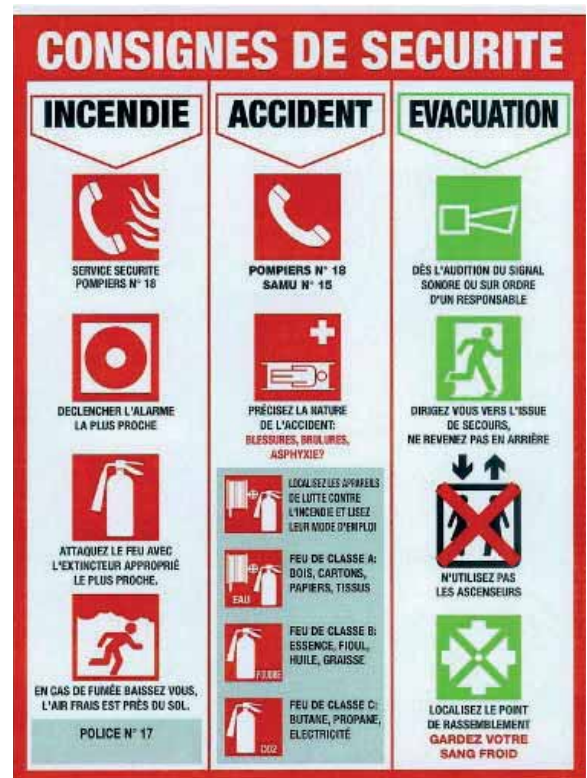 CONSIGNES DE SECURITE
INCENDIE
SERVICE SECURITE
POMPIERS N° 18
DECLENCHER L'ALARME
LA PLUS PROCHE
ATTAQUEZ LE FEU AVEC
L'EXTINCTEUR APPROPRIÉ
LE PLUS PROCHE.
EN CAS DE FUMÉE BAISSEZ VOUS,
L'AIR FRAIS EST PRÈS DU SOL.
POLICE N° 17
ACCIDENT
POMPIERS N° 18
SAMU N° 15
PRÉCISEZ LA NATURE
DE L'ACCIDENT:
BLESSURES, BRULURES,
ASPHYXIE?
LOCALISEZ LES APPAREILS
DE LUTTE CONTRE
L'INCENDIE ET LISEZ
LEUR MODE D'EMPLOI
EAU
FEU DE CLASSE A:
BOIS, CARTONS,
PAPIERS, TISSUS
POUDRE
FEU DE CLASSE B:
ESSENCE, FIOUL,
HUILE, GRAISSE
CO2
FEU DE CLASSE C:
BUTANE, PROPANE,
ELECTRICITÉ
EVACUATION
DÈS L'AUDITION DU SIGNAL
SONORE OU SUR ORDRE
D'UN RESPONSABLE
DIRIGEZ VOUS VERS L'ISSUE
DE SECOURS,
NE REVENEZ PAS EN ARRIÈRE
N'UTILISEZ PAS
LES ASCENSEURS
LOCALISEZ LE POINT
DE RASSEMBLEMENT
GARDEZ VOTRE
SANG FROID